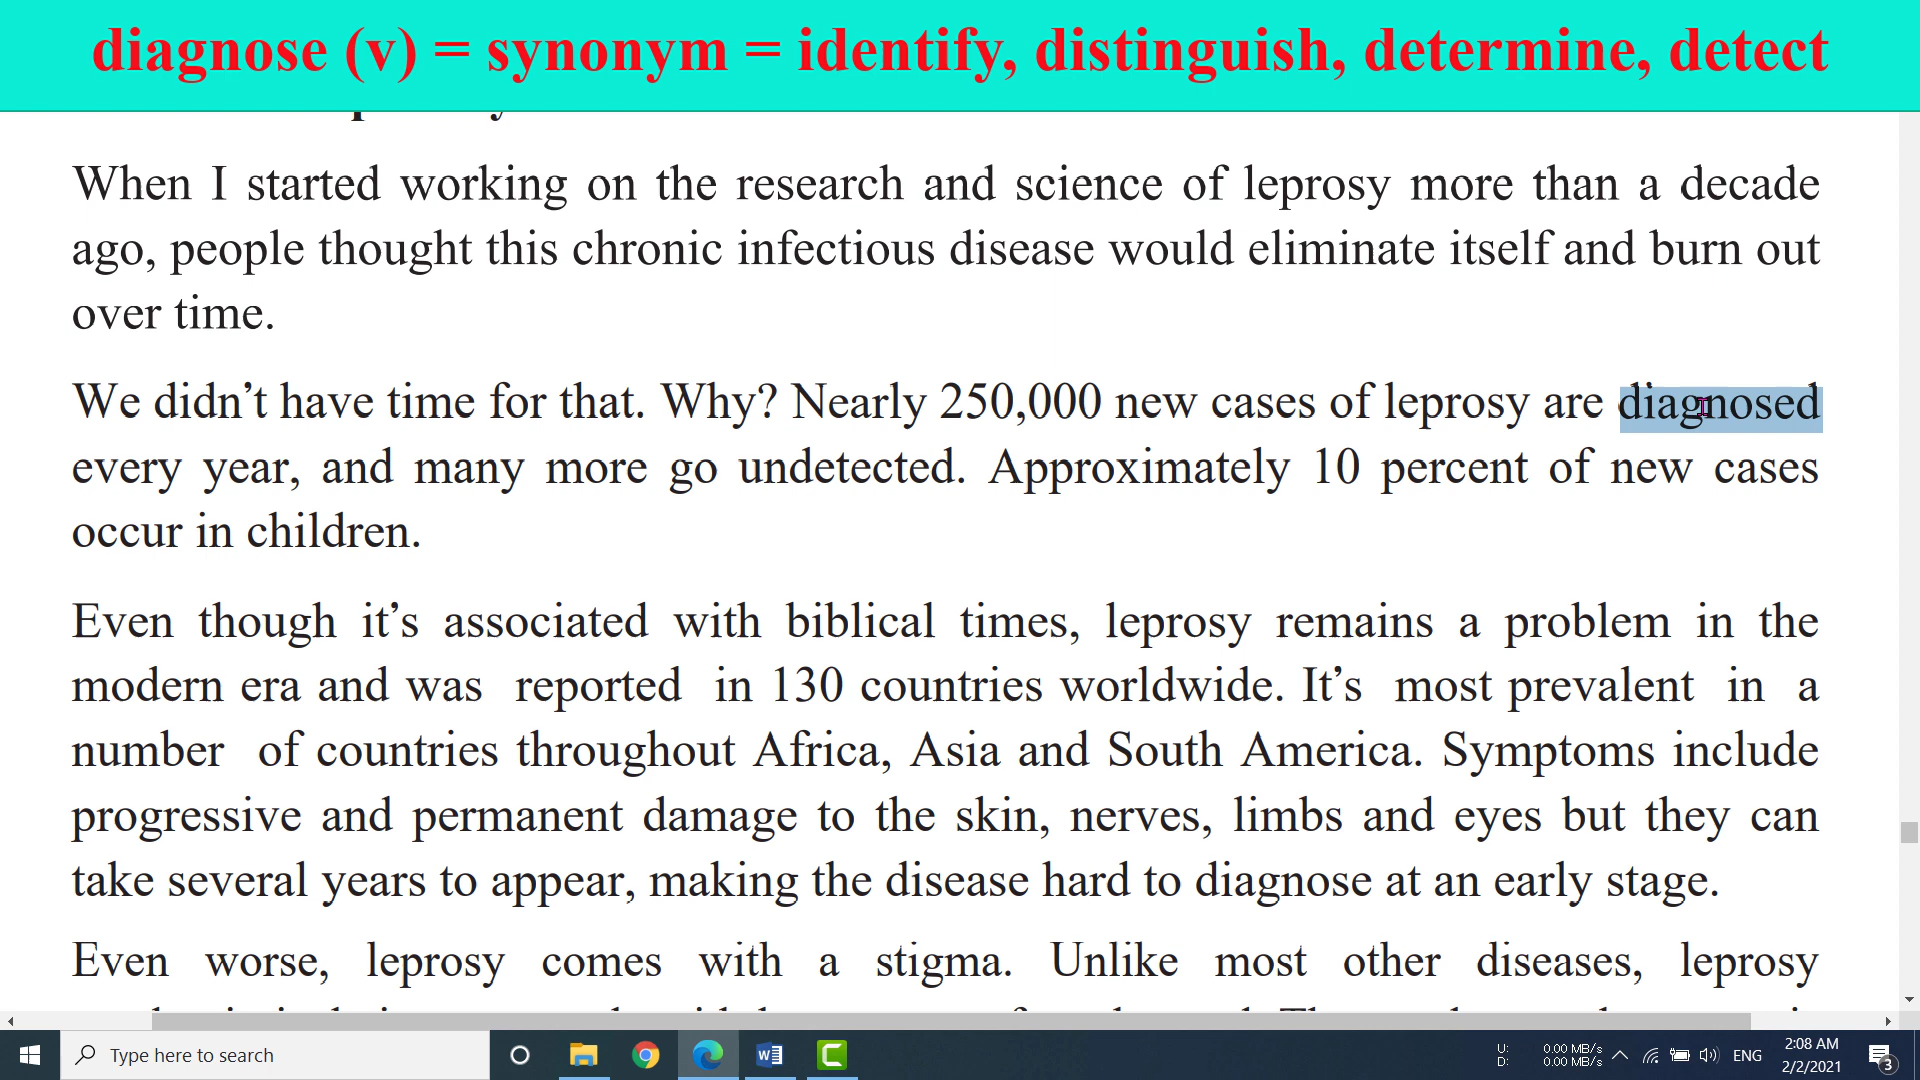 diagnose (v) = synonym = identify, distinguish, determine, detect
When I started working on the research and science of leprosy more than a decade
ago, people thought this chronic infectious disease would eliminate itself and burn out
over time.
We didn’t have time for that. Why? Nearly 250,000 new cases of leprosy are diagnosed
every year, and many more go undetected. Approximately 10 percent of new cases
occur in children.
Even though it’s associated with biblical times, leprosy remains a problem in the
modern era and was reported in 130 countries worldwide. It’s most prevalent in a
number of countries throughout Africa, Asia and South America. Symptoms include
progressive and permanent damage to the skin, nerves, limbs and eyes but they can
take several years to appear, making the disease hard to diagnose at an early stage.
Even worse, leprosy comes with a stigma. Unlike most other diseases, leprosy
Type here to search
U: 0.00 MB/s
D: 0.00 MB/s
ENG
2:08 AM
2/2/2021
3